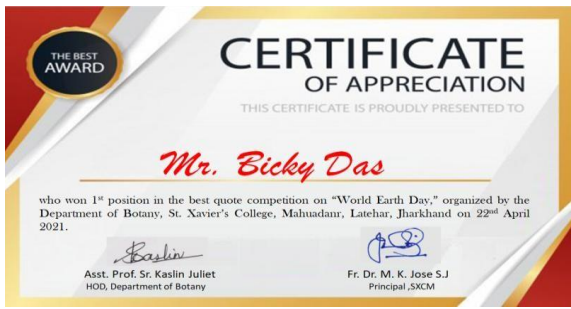 THE BEST
AWARD
CERTIFICATE
OF APPRECIATION
THIS CERTIFICATE IS PROUDLY PRESENTED TO
Mr. Bicky Das
who won 1st position in the best quote competition on “World Earth Day,” organized by the
Department of Botany, St. Xavier’s College, Mahuadanr, Latehar, Jharkhand on 22nd April
2021.
Kaslin
Asst. Prof. Sr. Kaslin Juliet
HOD, Department of Botany
Fr. Dr. M. K. Jose S.J
Principal ,SXCM